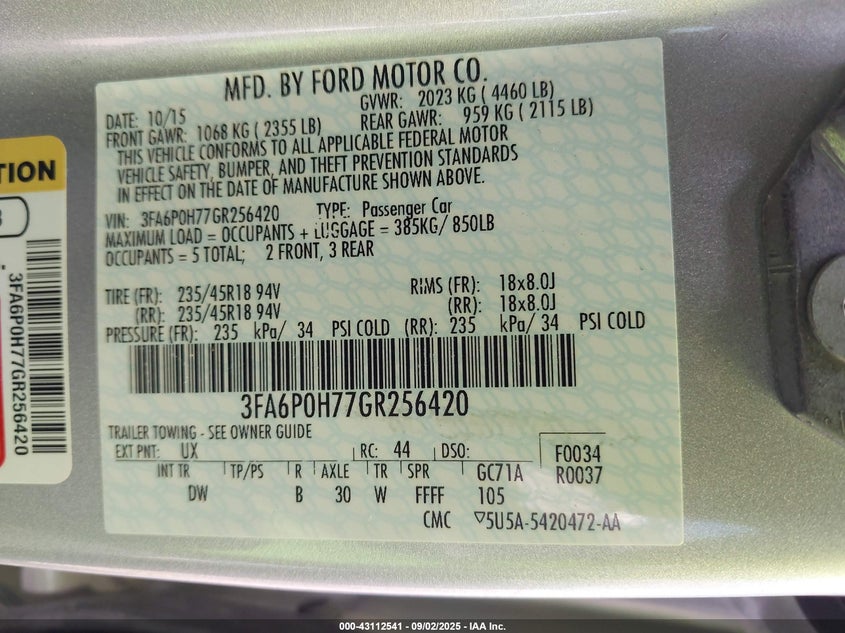 MFD. BY FORD MOTOR CO.
DATE: 10/15 GVWR: 2023 KG ( 4460 LB)
FRONT GAWR: 1068 KG ( 2355 LB) REAR GAWR: 959 KG ( 2115 LB)
THIS VEHICLE CONFORMS TO ALL APPLICABLE FEDERAL MOTOR
VEHICLE SAFETY, BUMPER, AND THEFT PREVENTION STANDARDS
IN EFFECT ON THE DATE OF MANUFACTURE SHOWN ABOVE.
VIN: 3FA6P0H77GR256420 TYPE: Passenger Car
MAXIMUM LOAD = OCCUPANTS + LUGGAGE = 385KG/ 850LB
OCCUPANTS = 5 TOTAL; 2 FRONT, 3 REAR
TIRE (FR): 235/45R18 94V RIMS (FR): 18x8.0J
(RR): 235/45R18 94V (RR): 18x8.0J
PRESSURE (FR): 235 kPa/ 34 PSI COLD (RR): 235 kPa/ 34 PSI COLD
3FA6P0H77GR256420
TRAILER TOWING - SEE OWNER GUIDE
EXT PNT: UX RC: 44 DSO: F0034
INT TR TP/PS R AXLE TR SPR GC71A R0037
DW B 30 W FFFF 105
CMC ▽5U5A-5420472-AA
TION
3FA6P0H77GR256420
000-43112541 - 09/02/2025 - IAA Inc.